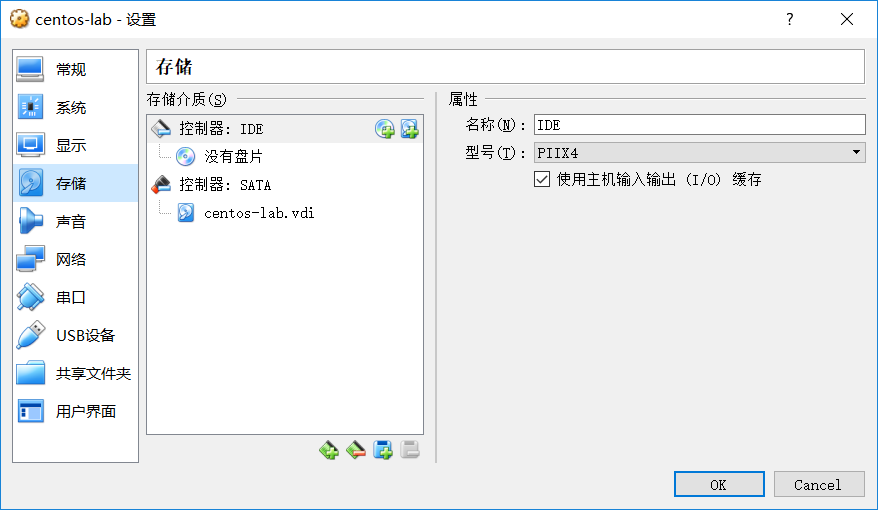 centos-lab - 设置
?
常规
系统
显示
存储
声音
网络
串口
USB设备
共享文件夹
用户界面
存储
存储介质(S)
控制器: IDE
没有盘片
控制器: SATA
centos-lab.vdi
属性
名称(N): IDE
型号(T): PIIX4
使用主机输入输出 (I/O) 缓存
OK
Cancel